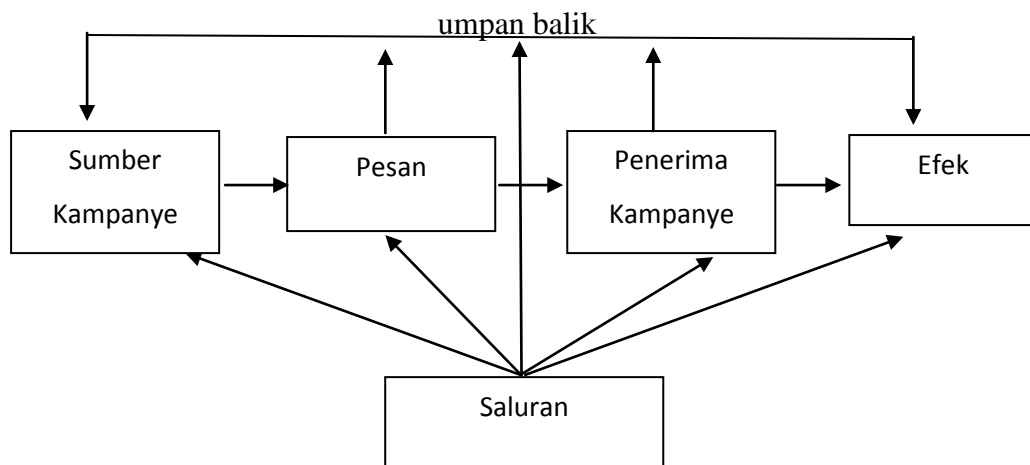 umpan balik
Sumber
Kampanye
Pesan
Penerima
Kampanye
Efek
Saluran